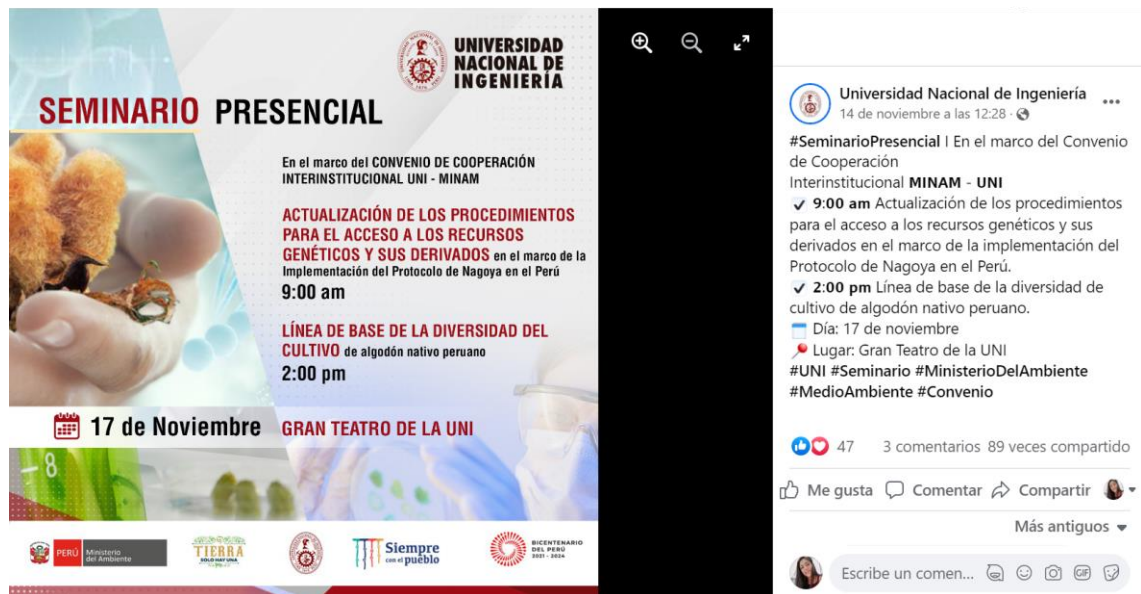 UNIVERSIDAD
NACIONAL DE
INGENIERÍA
SEMINARIO PRESENCIAL
En el marco del CONVENIO DE COOPERACIÓN
INTERINSTITUCIONAL UNI - MINAM
ACTUALIZACIÓN DE LOS PROCEDIMIENTOS
PARA EL ACCESO A LOS RECURSOS
GENÉTICOS Y SUS DERIVADOS en el marco de la
Implementación del Protocolo de Nagoya en el Perú
9:00 am
LÍNEA DE BASE DE LA DIVERSIDAD DEL
CULTIVO de algodón nativo peruano
2:00 pm
17 de Noviembre GRAN TEATRO DE LA UNI
8
PERÚ Ministerio
del Ambiente
TIERRA
SOLO HAY UNA
Siempre
con el pueblo
BICENTENARIO
DEL PERÚ
2021 - 2024
Universidad Nacional de Ingeniería
14 de noviembre a las 12:28 ·
#SeminarioPresencial | En el marco del Convenio
de Cooperación
Interinstitucional MINAM - UNI
✓ 9:00 am Actualización de los procedimientos
para el acceso a los recursos genéticos y sus
derivados en el marco de la implementación del
Protocolo de Nagoya en el Perú.
✓ 2:00 pm Línea de base de la diversidad de
cultivo de algodón nativo peruano.
Día: 17 de noviembre
Lugar: Gran Teatro de la UNI
#UNI #Seminario #MinisterioDelAmbiente
#MedioAmbiente #Convenio
47 3 comentarios 89 veces compartido
Me gusta Comentar Compartir
Más antiguos
Escribe un comen... GIF